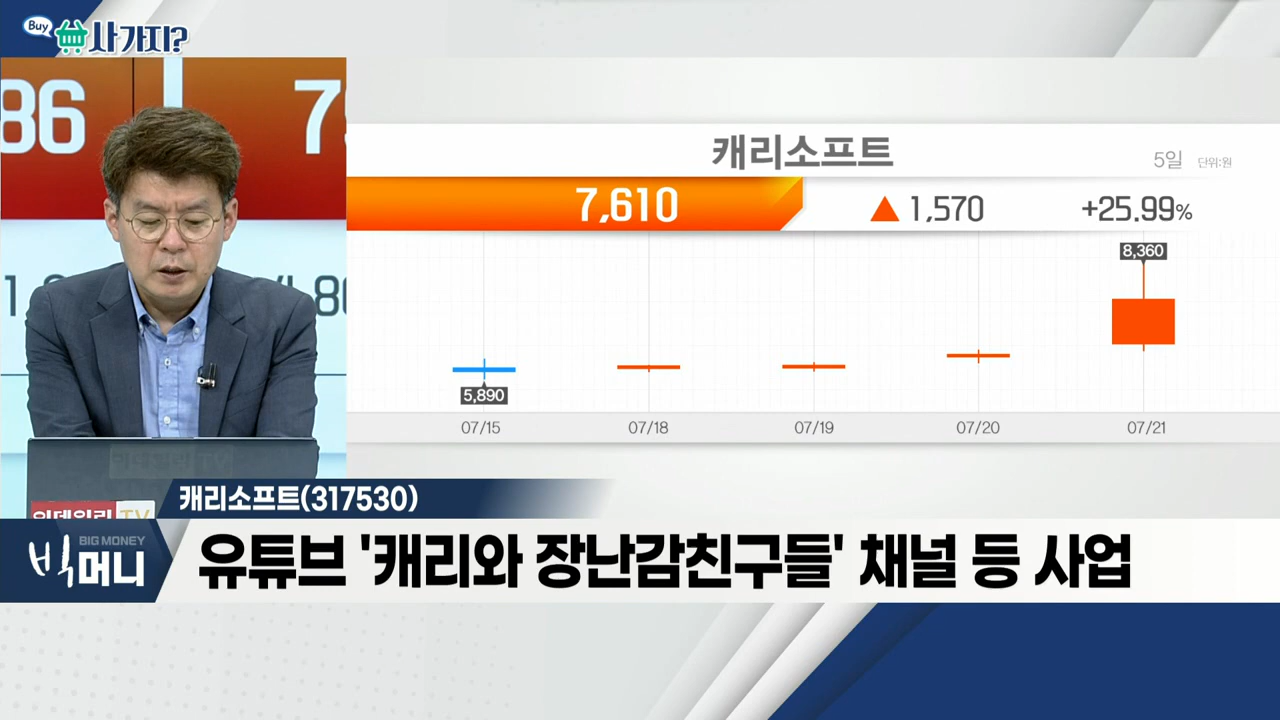 Buy 사가지?
86
캐리소프트
5일 단위:원
7,610 ▲ 1,570 +25.99%
8,360
5,890
07/15 07/18 07/19 07/20 07/21
이데일리 TV
캐리소프트(317530)
BIG MONEY
빅머니
유튜브 '캐리와 장난감친구들' 채널 등 사업